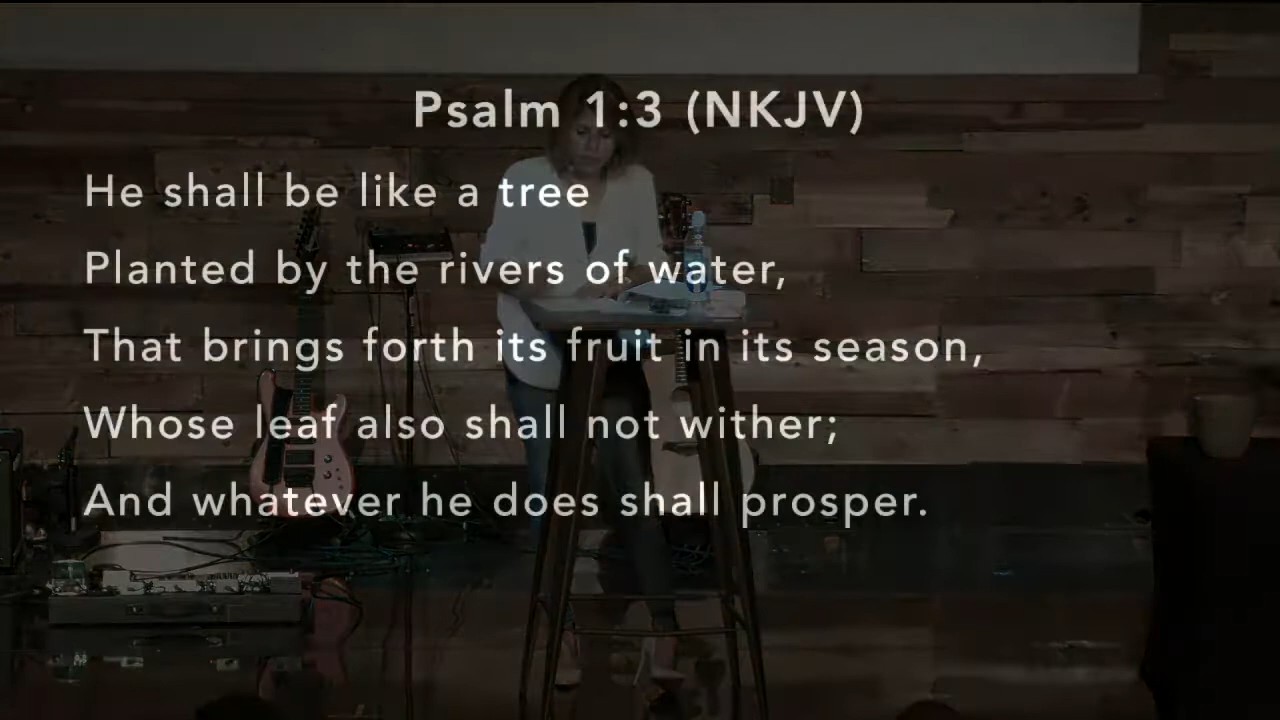 Psalm 1:3 (NKJV)
He shall be like a tree
Planted by the rivers of water,
That brings forth its fruit in its season,
Whose leaf also shall not wither;
And whatever he does shall prosper.